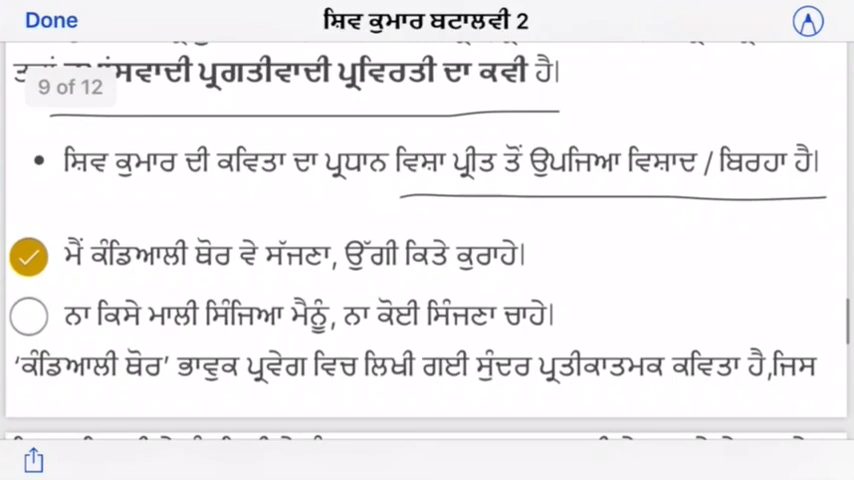 Done
ਸ਼ਿਵ ਕੁਮਾਰ ਬਟਾਲਵੀ 2
9 of 12
ਪ੍ਰਗਤੀਵਾਦੀ ਪ੍ਰਵਿਰਤੀ ਦਾ ਕਵੀ ਹੈ।
• ਸ਼ਿਵ ਕੁਮਾਰ ਦੀ ਕਵਿਤਾ ਦਾ ਪ੍ਰਧਾਨ ਵਿਸ਼ਾ ਪ੍ਰੀਤ ਤੋਂ ਉਪਜਿਆ ਵਿਸ਼ਾਦ / ਬਿਰਹਾ ਹੈ।
ਮੈਂ ਕੰਡਿਆਲੀ ਥੋਰ ਵੇ ਸੱਜਣਾ, ਉੱਗੀ ਕਿਤੇ ਕੁਰਾਹੇ।
ਨਾ ਕਿਸੇ ਮਾਲੀ ਸਿੰਜਿਆ ਮੈਨੂੰ, ਨਾ ਕੋਈ ਸਿੰਜਣਾ ਚਾਹੇ।
'ਕੰਡਿਆਲੀ ਥੋਰ' ਭਾਵੁਕ ਪ੍ਰਵੇਗ ਵਿਚ ਲਿਖੀ ਗਈ ਸੁੰਦਰ ਪ੍ਰਤੀਕਾਤਮਕ ਕਵਿਤਾ ਹੈ,ਜਿਸ